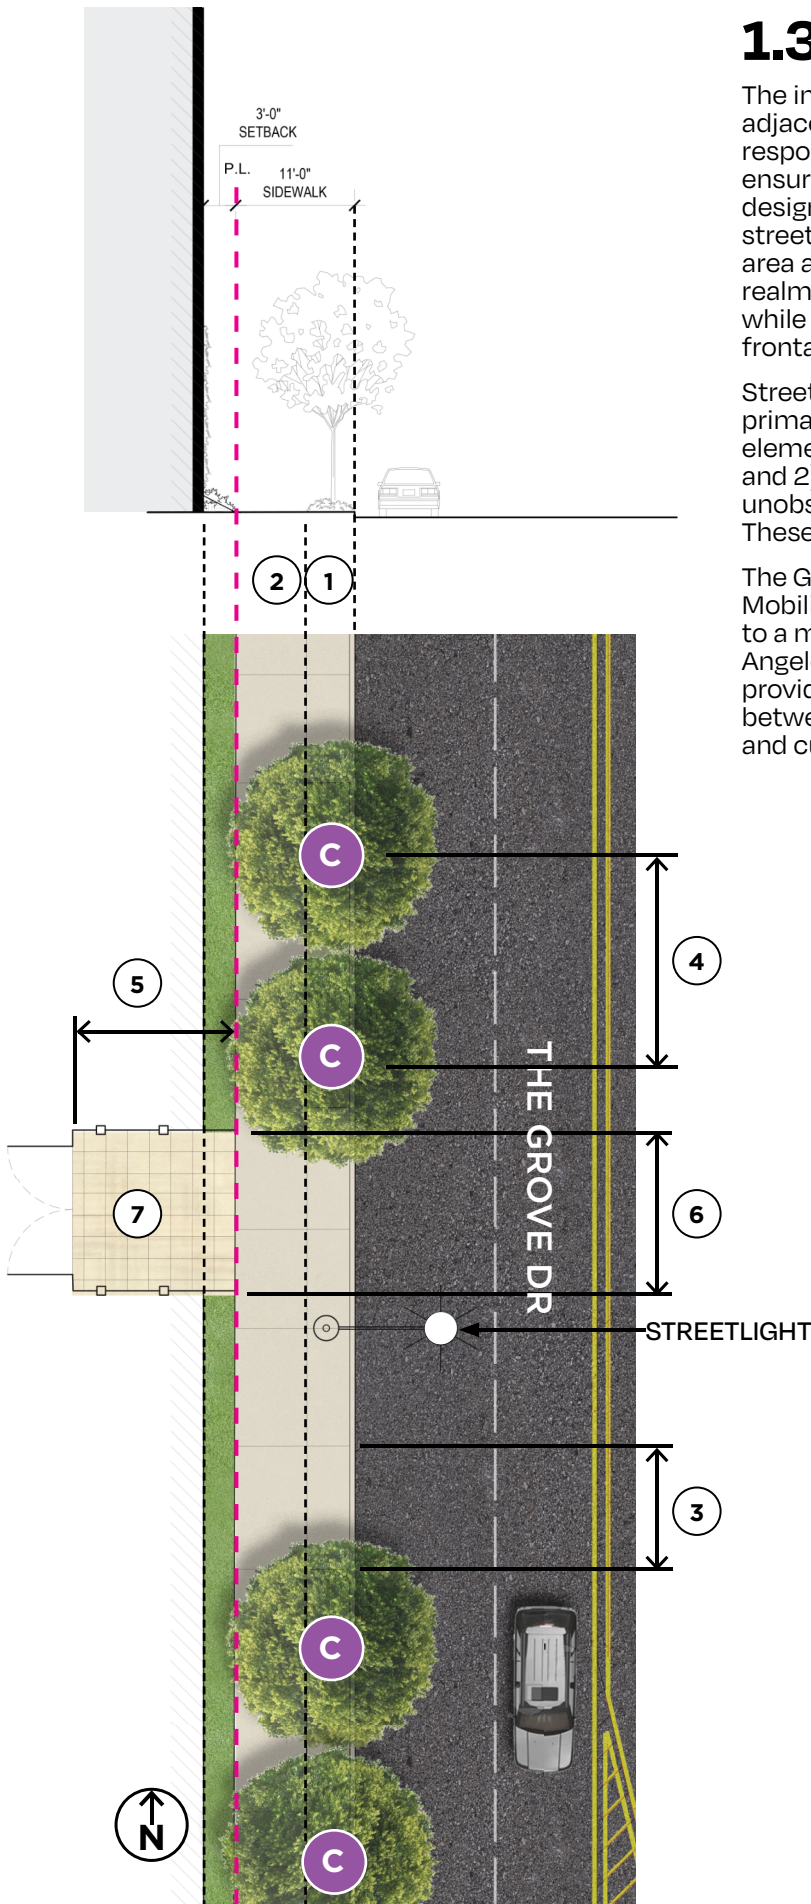 3'-0"
SETBACK
P.L.
11'-0"
SIDEWALK
1.3
The in
adjace
respo
ensur
design
street
area a
realm
while
fronta
Street
prima
eleme
and 2)
unobs
These
The G
Mobil
to a m
Angel
provid
betwe
and cu
2
1
C
4
5
C
THE GROVE DR
7
6
STREETLIGHT
3
C
N
C